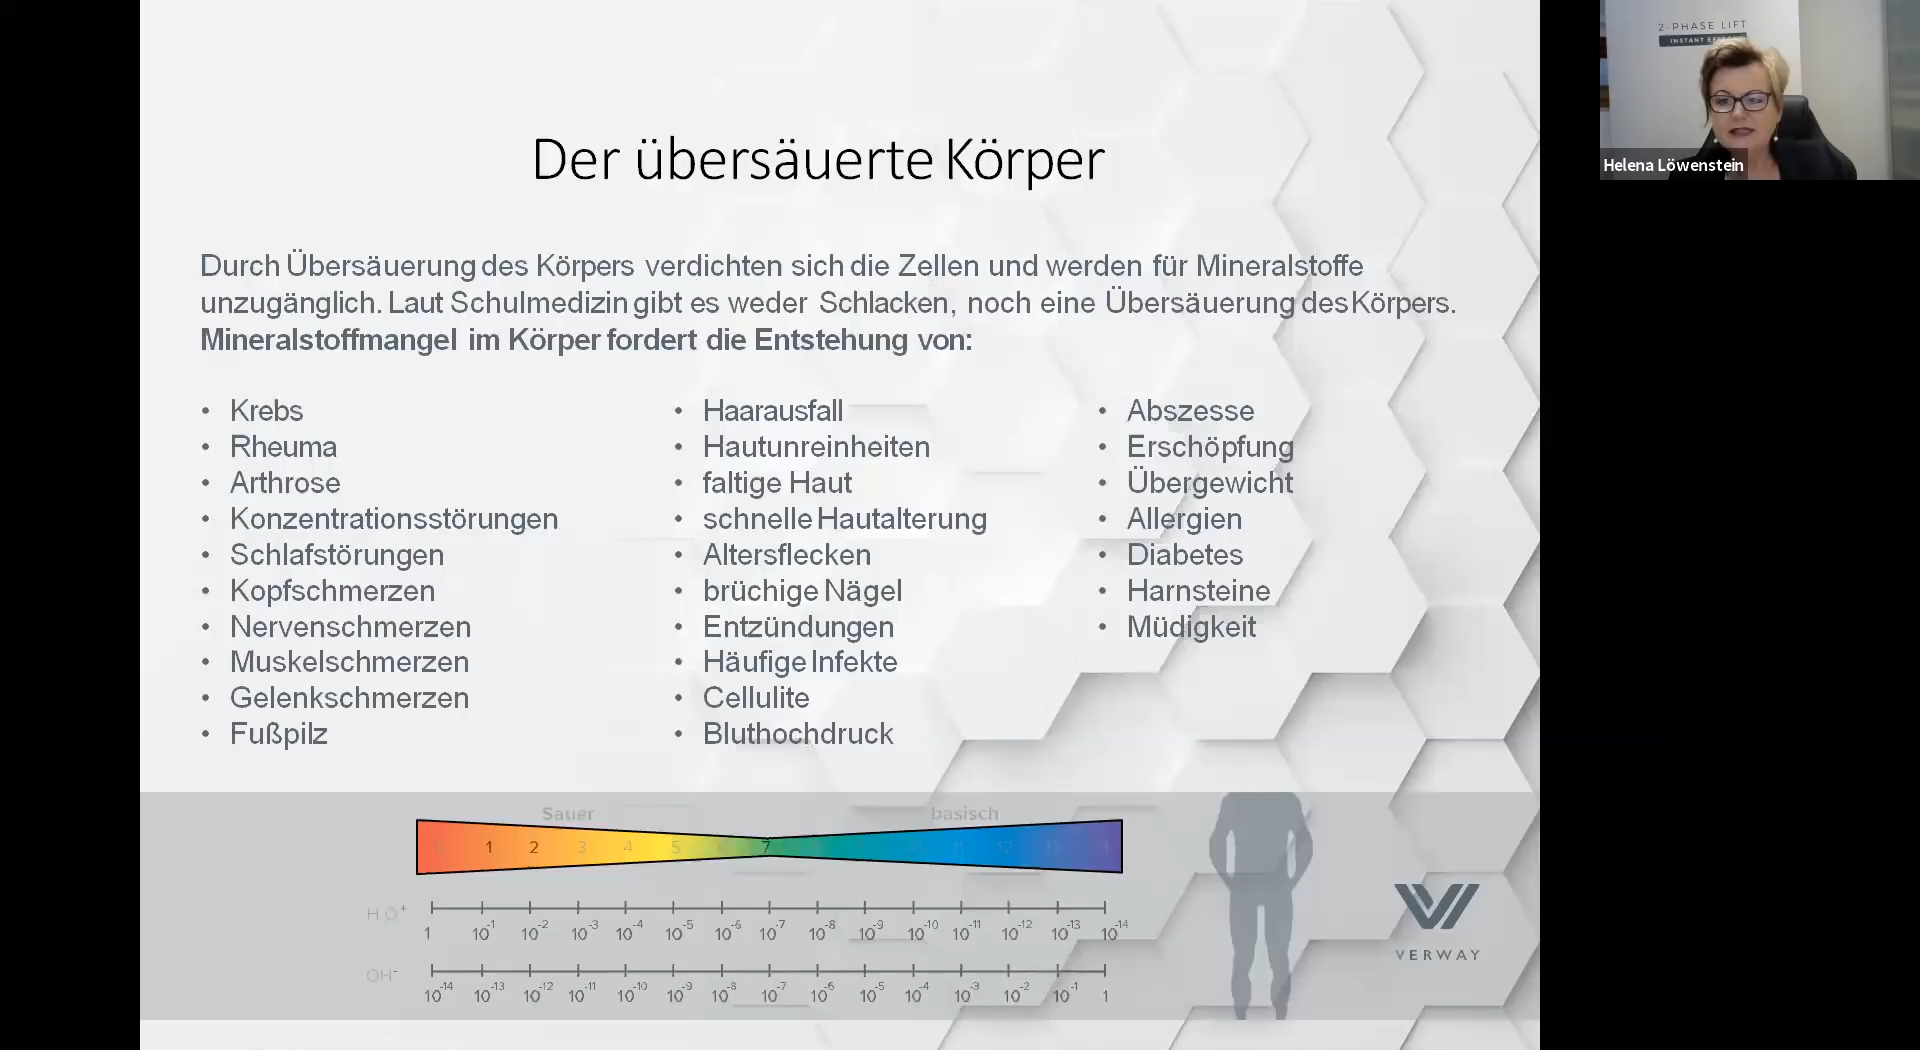 2-PHASE LIFT
INSTANT
Helena Löwenstein
Der übersäuerte Körper
Durch Übersäuerung des Körpers verdichten sich die Zellen und werden für Mineralstoffe
unzugänglich. Laut Schulmedizin gibt es weder Schlacken, noch eine Übersäuerung des Körpers.
Mineralstoffmangel im Körper fordert die Entstehung von:
• Krebs
• Rheuma
• Arthrose
• Konzentrationsstörungen
• Schlafstörungen
• Kopfschmerzen
• Nervenschmerzen
• Muskelschmerzen
• Gelenkschmerzen
• Fußpilz
• Haarausfall
• Hautunreinheiten
• faltige Haut
• schnelle Hautalterung
• Altersflecken
• brüchige Nägel
• Entzündungen
• Häufige Infekte
• Cellulite
• Bluthochdruck
• Abszesse
• Erschöpfung
• Übergewicht
• Allergien
• Diabetes
• Harnsteine
• Müdigkeit
Sauer basisch
1 2 3 4 5 7 10 11 12
H O⁺
1 10⁻¹ 10⁻² 10⁻³ 10⁻⁴ 10⁻⁵ 10⁻⁶ 10⁻⁷ 10⁻⁸ 10⁻⁹ 10⁻¹⁰ 10⁻¹¹ 10⁻¹² 10⁻¹³ 10⁻¹⁴
OH⁻
10⁻¹⁴ 10⁻¹³ 10⁻¹² 10⁻¹¹ 10⁻¹⁰ 10⁻⁹ 10⁻⁸ 10⁻⁷ 10⁻⁶ 10⁻⁵ 10⁻⁴ 10⁻³ 10⁻² 10⁻¹ 1
VERWAY